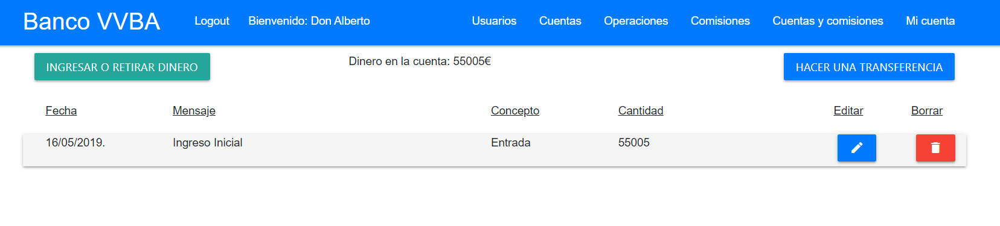 Banco VVBA Logout Bienvenido: Don Alberto Usuarios Cuentas Operaciones Comisiones Cuentas y comisiones Mi cuenta
INGRESAR O RETIRAR DINERO Dinero en la cuenta: 55005€ HACER UNA TRANSFERENCIA
Fecha Mensaje Concepto Cantidad Editar Borrar
16/05/2019. Ingreso Inicial Entrada 55005